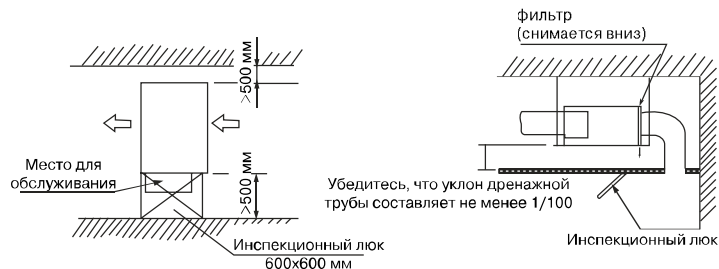 >500 мм
Место для
обслуживания
>500 мм
Инспекционный люк
600х600 мм
фильтр
(снимается вниз)
Убедитесь, что уклон дренажной
трубы составляет не менее 1/100
Инспекционный люк